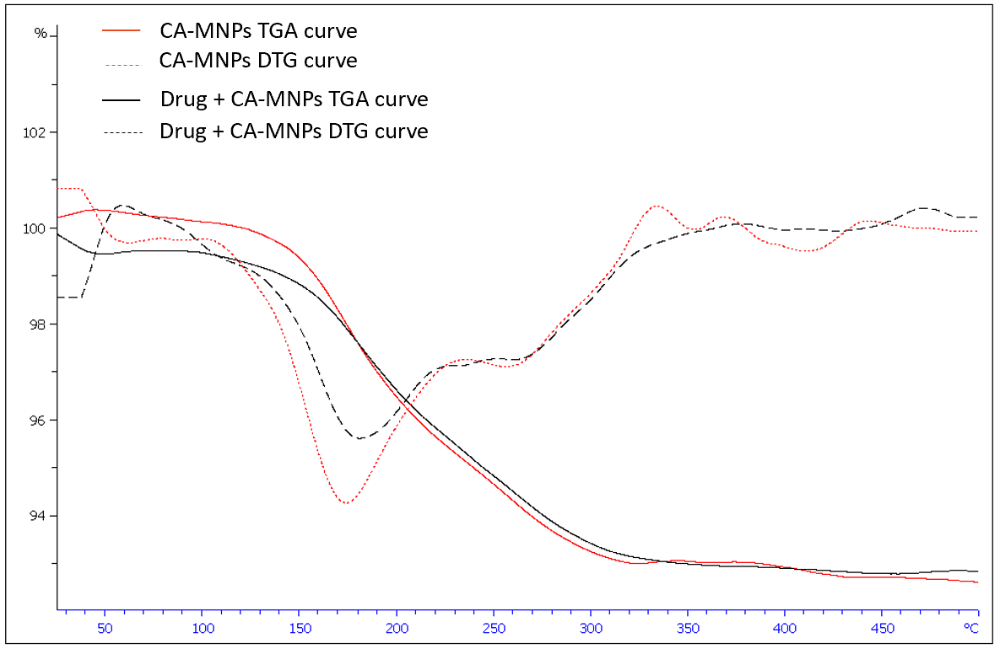 %
CA-MNPs TGA curve
CA-MNPs DTG curve
Drug + CA-MNPs TGA curve
Drug + CA-MNPs DTG curve
102
100
98
96
94
50 100 150 200 250 300 350 400 450 °C